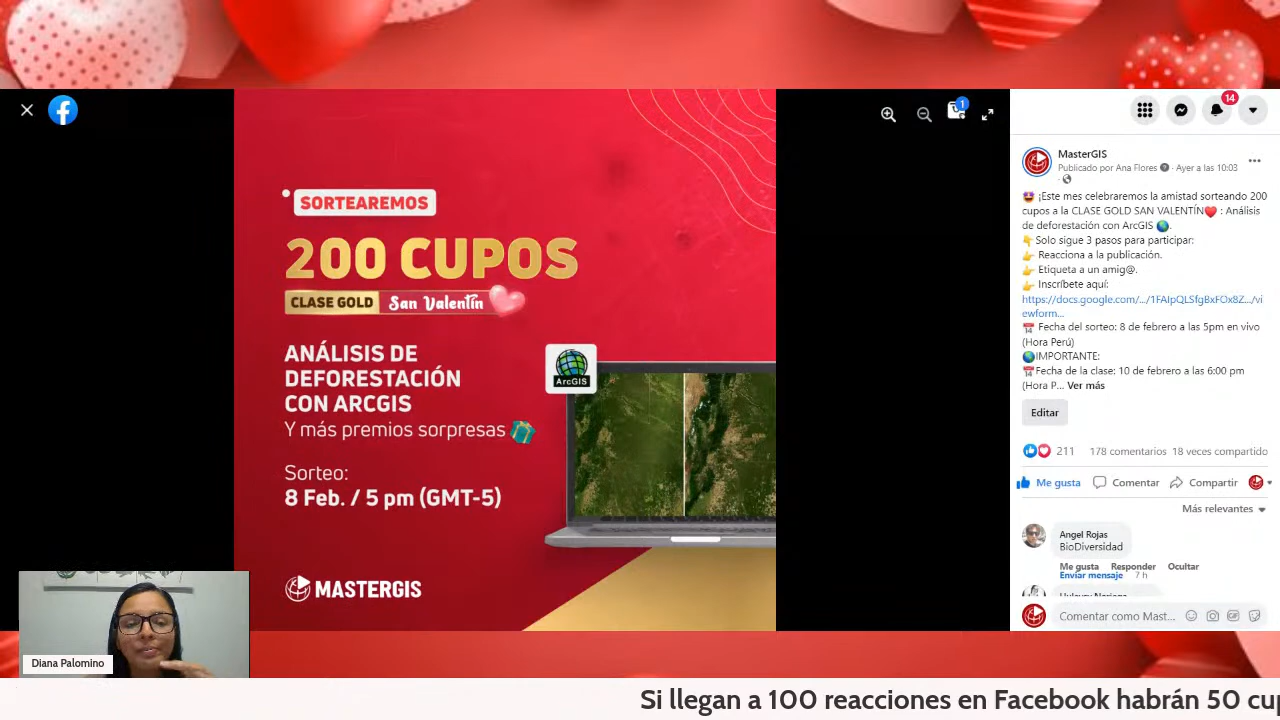 SORTEAREMOS
200 CUPOS
CLASE GOLD San Valentín
ANÁLISIS DE
DEFORESTACIÓN
CON ARCGIS
Y más premios sorpresas
Sorteo:
8 Feb. / 5 pm (GMT-5)
ArcGIS
MASTERGIS
1
14
MasterGIS
Publicado por Ana Flores · Ayer a las 10:03
¡Este mes celebraremos la amistad sorteando 200
cupos a la CLASE GOLD SAN VALENTÍN : Análisis
de deforestación con ArcGIS .
Solo sigue 3 pasos para participar:
Reacciona a la publicación.
Etiqueta a un amig@.
Inscríbete aquí:
https://docs.google.com/.../1FAIpQLSfgBxFOx8Z.../vi
ewform...
Fecha del sorteo: 8 de febrero a las 5pm en vivo
(Hora Perú)
IMPORTANTE:
Fecha de la clase: 10 de febrero a las 6:00 pm
(Hora P... Ver más
Editar
211 178 comentarios 18 veces compartido
Me gusta Comentar Compartir
Más relevantes
Angel Rojas
BioDiversidad
Me gusta Responder Ocultar
Enviar mensaje 7 h
Comentar como Mast...
GIF
Diana Palomino
Si llegan a 100 reacciones en Facebook habrán 50 cup